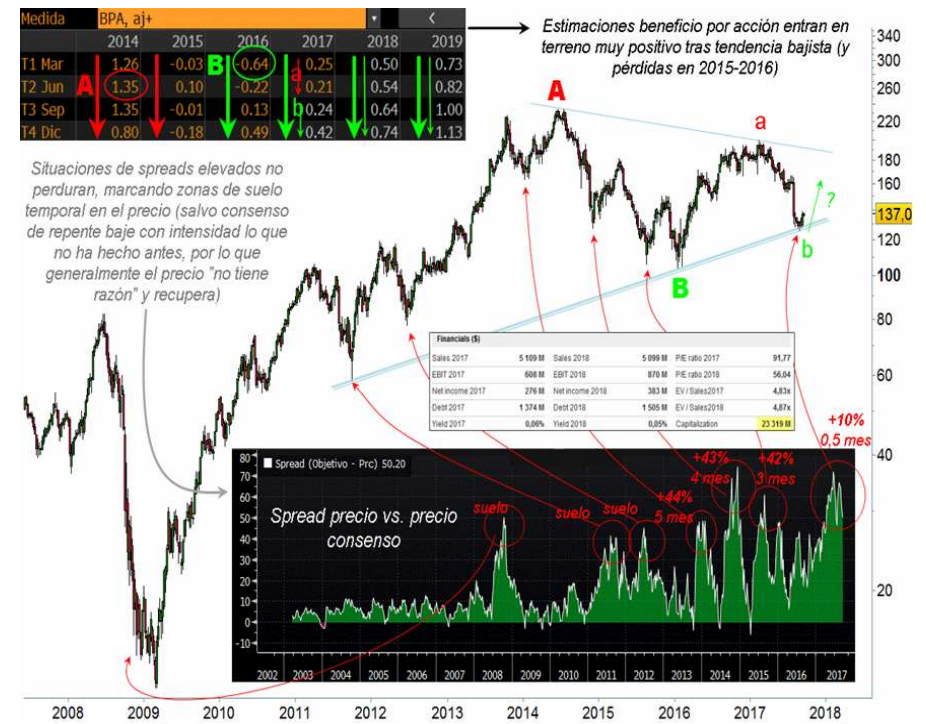 Medida BPA, aj+ <
2014 2015 2016 2017 2018 2019
T1 Mar 1.26 -0.03 B -0.64 0.25 0.50 0.73
a
T2 Jun A 1.35 0.10 -0.22 0.21 0.54 0.82
b
T3 Sep 1.35 -0.01 0.13 0.24 0.64 1.00
T4 Dic 0.80 -0.18 0.49 0.42 0.74 1.13
Estimaciones beneficio por acción entran en
terreno muy positivo tras tendencia bajista (y
pérdidas en 2015-2016)
Situaciones de spreads elevados no
perduran, marcando zonas de suelo
temporal en el precio (salvo consenso
de repente baje con intensidad lo que
no ha hecho antes, por lo que
generalmente el precio "no tiene
razón" y recupera)
A
a
?
b
B
340
300
260
220
180
160
137,0
120
100
80
60
40
20
Financials ($)
Sales 2017 5 109 M Sales 2018 5 099 M P/E ratio 2017 91,77
EBIT 2017 608 M EBIT 2018 870 M P/E ratio 2018 56,04
Net income 2017 276 M Net income 2018 383 M EV / Sales2017 4,83x
Debt 2017 1 374 M Debt 2018 1 505 M EV / Sales2018 4,87x
Yield 2017 0,06% Yield 2018 0,05% Capitalization 23 319 M
+10%
0,5 mes
+43%
4 mes
+42%
3 mes
+44%
5 mes
suelo
suelo
suelo
Spread (Objetivo - Prc) 50.20
Spread precio vs. precio
consenso
80
70
60
50
40
30
20
10
0
-10
2002 2003 2004 2005 2006 2007 2008 2009 2010 2011 2012 2013 2014 2015 2016 2017
2008 2009 2010 2011 2012 2013 2014 2015 2016 2017 2018